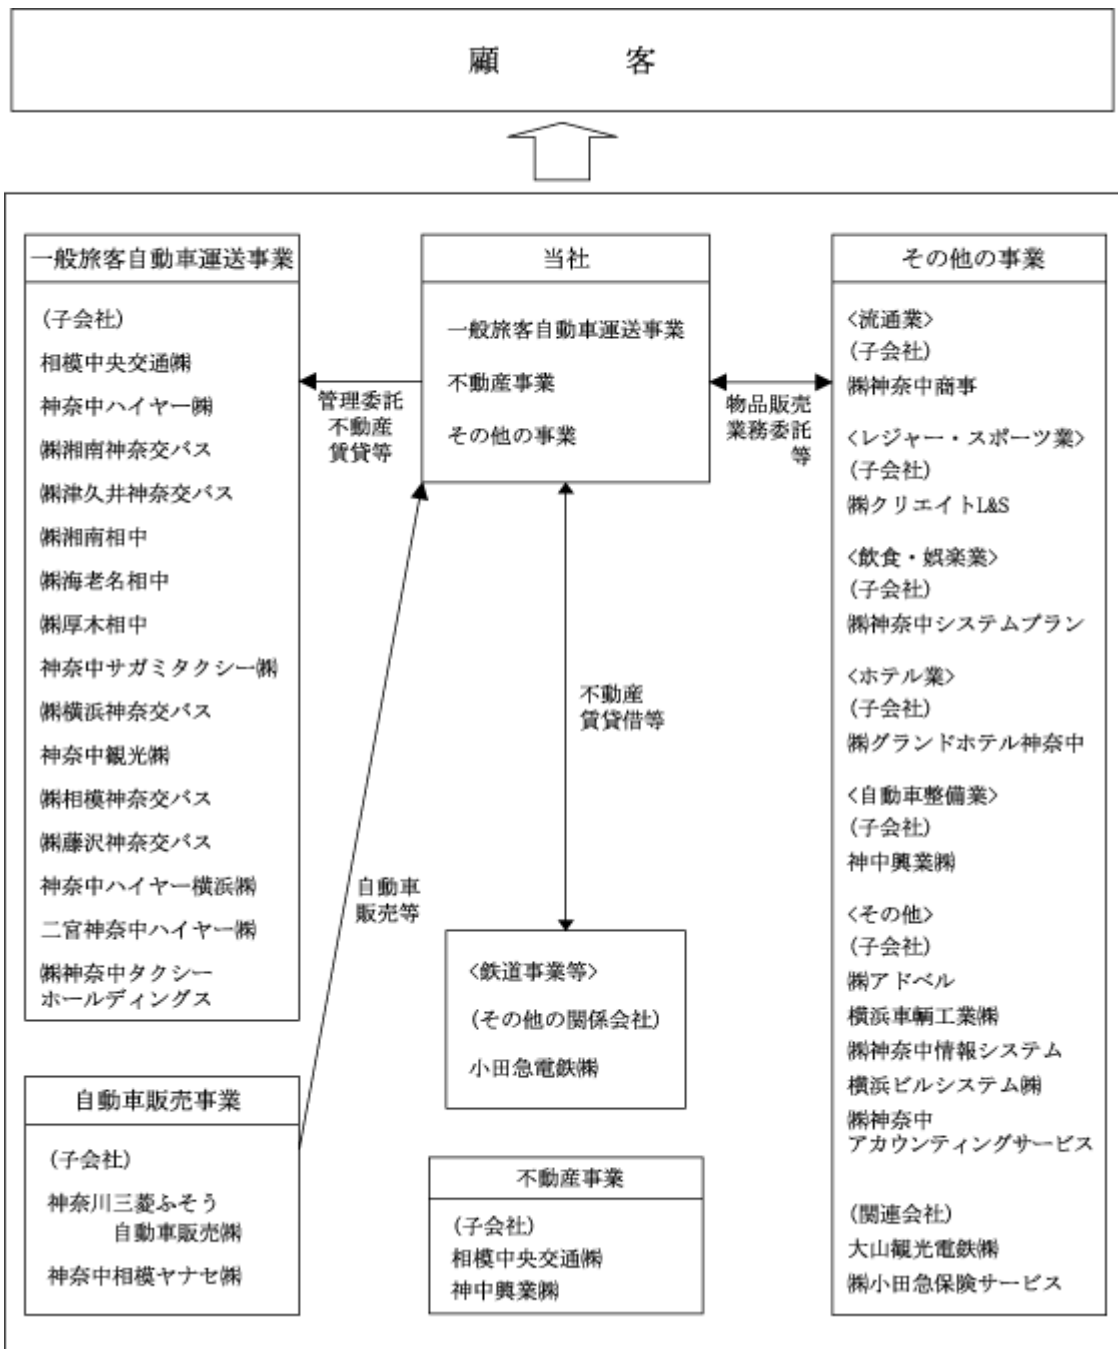 顧客
一般旅客自動車運送事業
(子会社)
相模中央交通㈱
神奈中ハイヤー㈱
㈱湘南神奈交バス
㈱津久井神奈交バス
㈱湘南相中
㈱海老名相中
㈱厚木相中
神奈中サガミタクシー㈱
㈱横浜神奈交バス
神奈中観光㈱
㈱相模神奈交バス
㈱藤沢神奈交バス
神奈中ハイヤー横浜㈱
二宮神奈中ハイヤー㈱
㈱神奈中タクシー
ホールディングス
自動車販売事業
(子会社)
神奈川三菱ふそう
自動車販売㈱
神奈中相模ヤナセ㈱
管理委託
不動産
賃貸等
自動車
販売等
当社
一般旅客自動車運送事業
不動産事業
その他の事業
不動産
賃貸借等
<鉄道事業等>
(その他の関係会社)
小田急電鉄㈱
不動産事業
(子会社)
相模中央交通㈱
神中興業㈱
物品販売
業務委託
等
その他の事業
<流通業>
(子会社)
㈱神奈中商事
<レジャー・スポーツ業>
(子会社)
㈱クリエイトL&S
<飲食・娯楽業>
(子会社)
㈱神奈中システムプラン
<ホテル業>
(子会社)
㈱グランドホテル神奈中
<自動車整備業>
(子会社)
神中興業㈱
<その他>
(子会社)
㈱アドベル
横浜車輌工業㈱
㈱神奈中情報システム
横浜ビルシステム㈱
㈱神奈中
アカウンティングサービス
(関連会社)
大山観光電鉄㈱
㈱小田急保険サービス